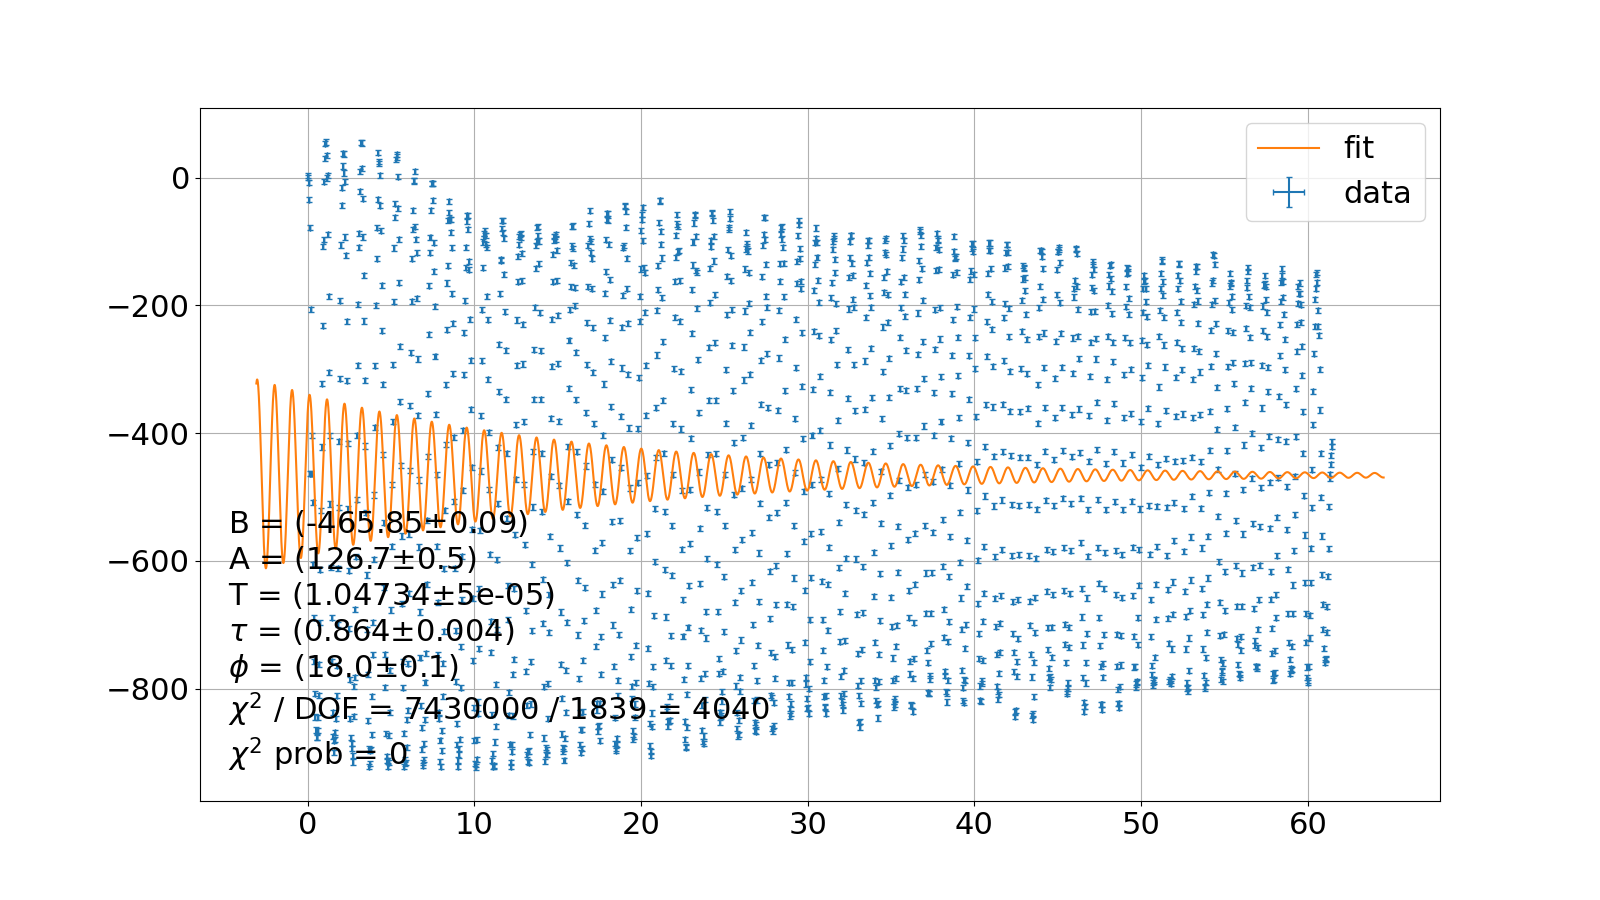 fit
data
0
−200
−400
−600
−800
B = (-465.85±0.09)
A = (126.7±0.5)
T = (1.04734±5e-05)
τ = (0.864±0.004)
ϕ = (18.0±0.1)
χ² / DOF = 7430000 / 1839 = 4040
χ² prob = 0
0 10 20 30 40 50 60